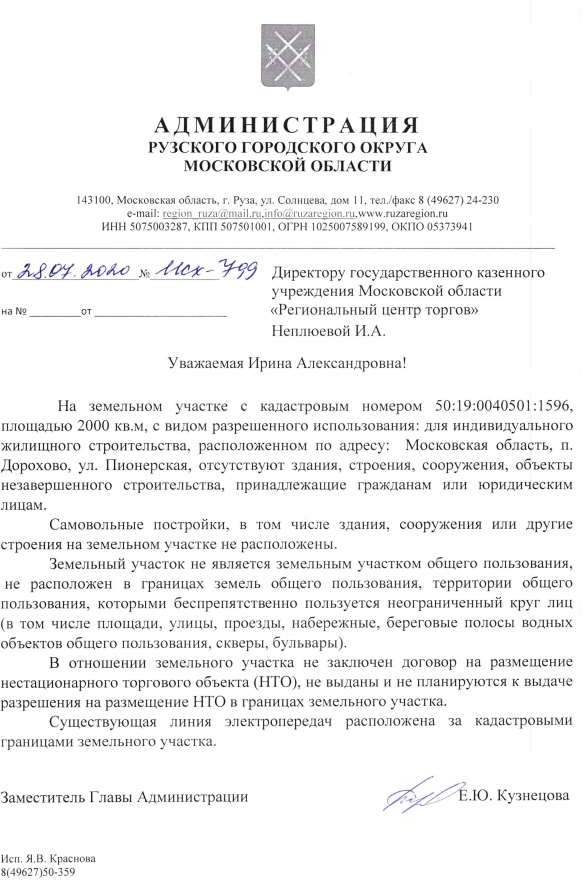 АДМИНИСТРАЦИЯ
РУЗСКОГО ГОРОДСКОГО ОКРУГА
МОСКОВСКОЙ ОБЛАСТИ
143100, Московская область, г. Руза, ул. Солнцева, дом 11, тел./факс 8 (49627) 24-230
e-mail: region_ruza@mail.ru,info@ruzaregion.ru,www.ruzaregion.ru
ИНН 5075003287, КПП 507501001, ОГРН 1025007589199, ОКПО 05373941
от 28.07.2020 № Исх-799
на № от
Директору государственного казенного
учреждения Московской области
«Региональный центр торгов»
Неплюевой И.А.
Уважаемая Ирина Александровна!
На земельном участке с кадастровым номером 50:19:0040501:1596,
площадью 2000 кв.м, с видом разрешенного использования: для индивидуального
жилищного строительства, расположенном по адресу: Московская область, п.
Дорохово, ул. Пионерская, отсутствуют здания, строения, сооружения, объекты
незавершенного строительства, принадлежащие гражданам или юридическим
лицам.
Самовольные постройки, в том числе здания, сооружения или другие
строения на земельном участке не расположены.
Земельный участок не является земельным участком общего пользования,
не расположен в границах земель общего пользования, территории общего
пользования, которыми беспрепятственно пользуется неограниченный круг лиц
(в том числе площади, улицы, проезды, набережные, береговые полосы водных
объектов общего пользования, скверы, бульвары).
В отношении земельного участка не заключен договор на размещение
нестационарного торгового объекта (НТО), не выданы и не планируются к выдаче
разрешения на размещение НТО в границах земельного участка.
Существующая линия электропередач расположена за кадастровыми
границами земельного участка.
Заместитель Главы Администрации Е.Ю. Кузнецова
Исп. Я.В. Краснова
8(49627)50-359